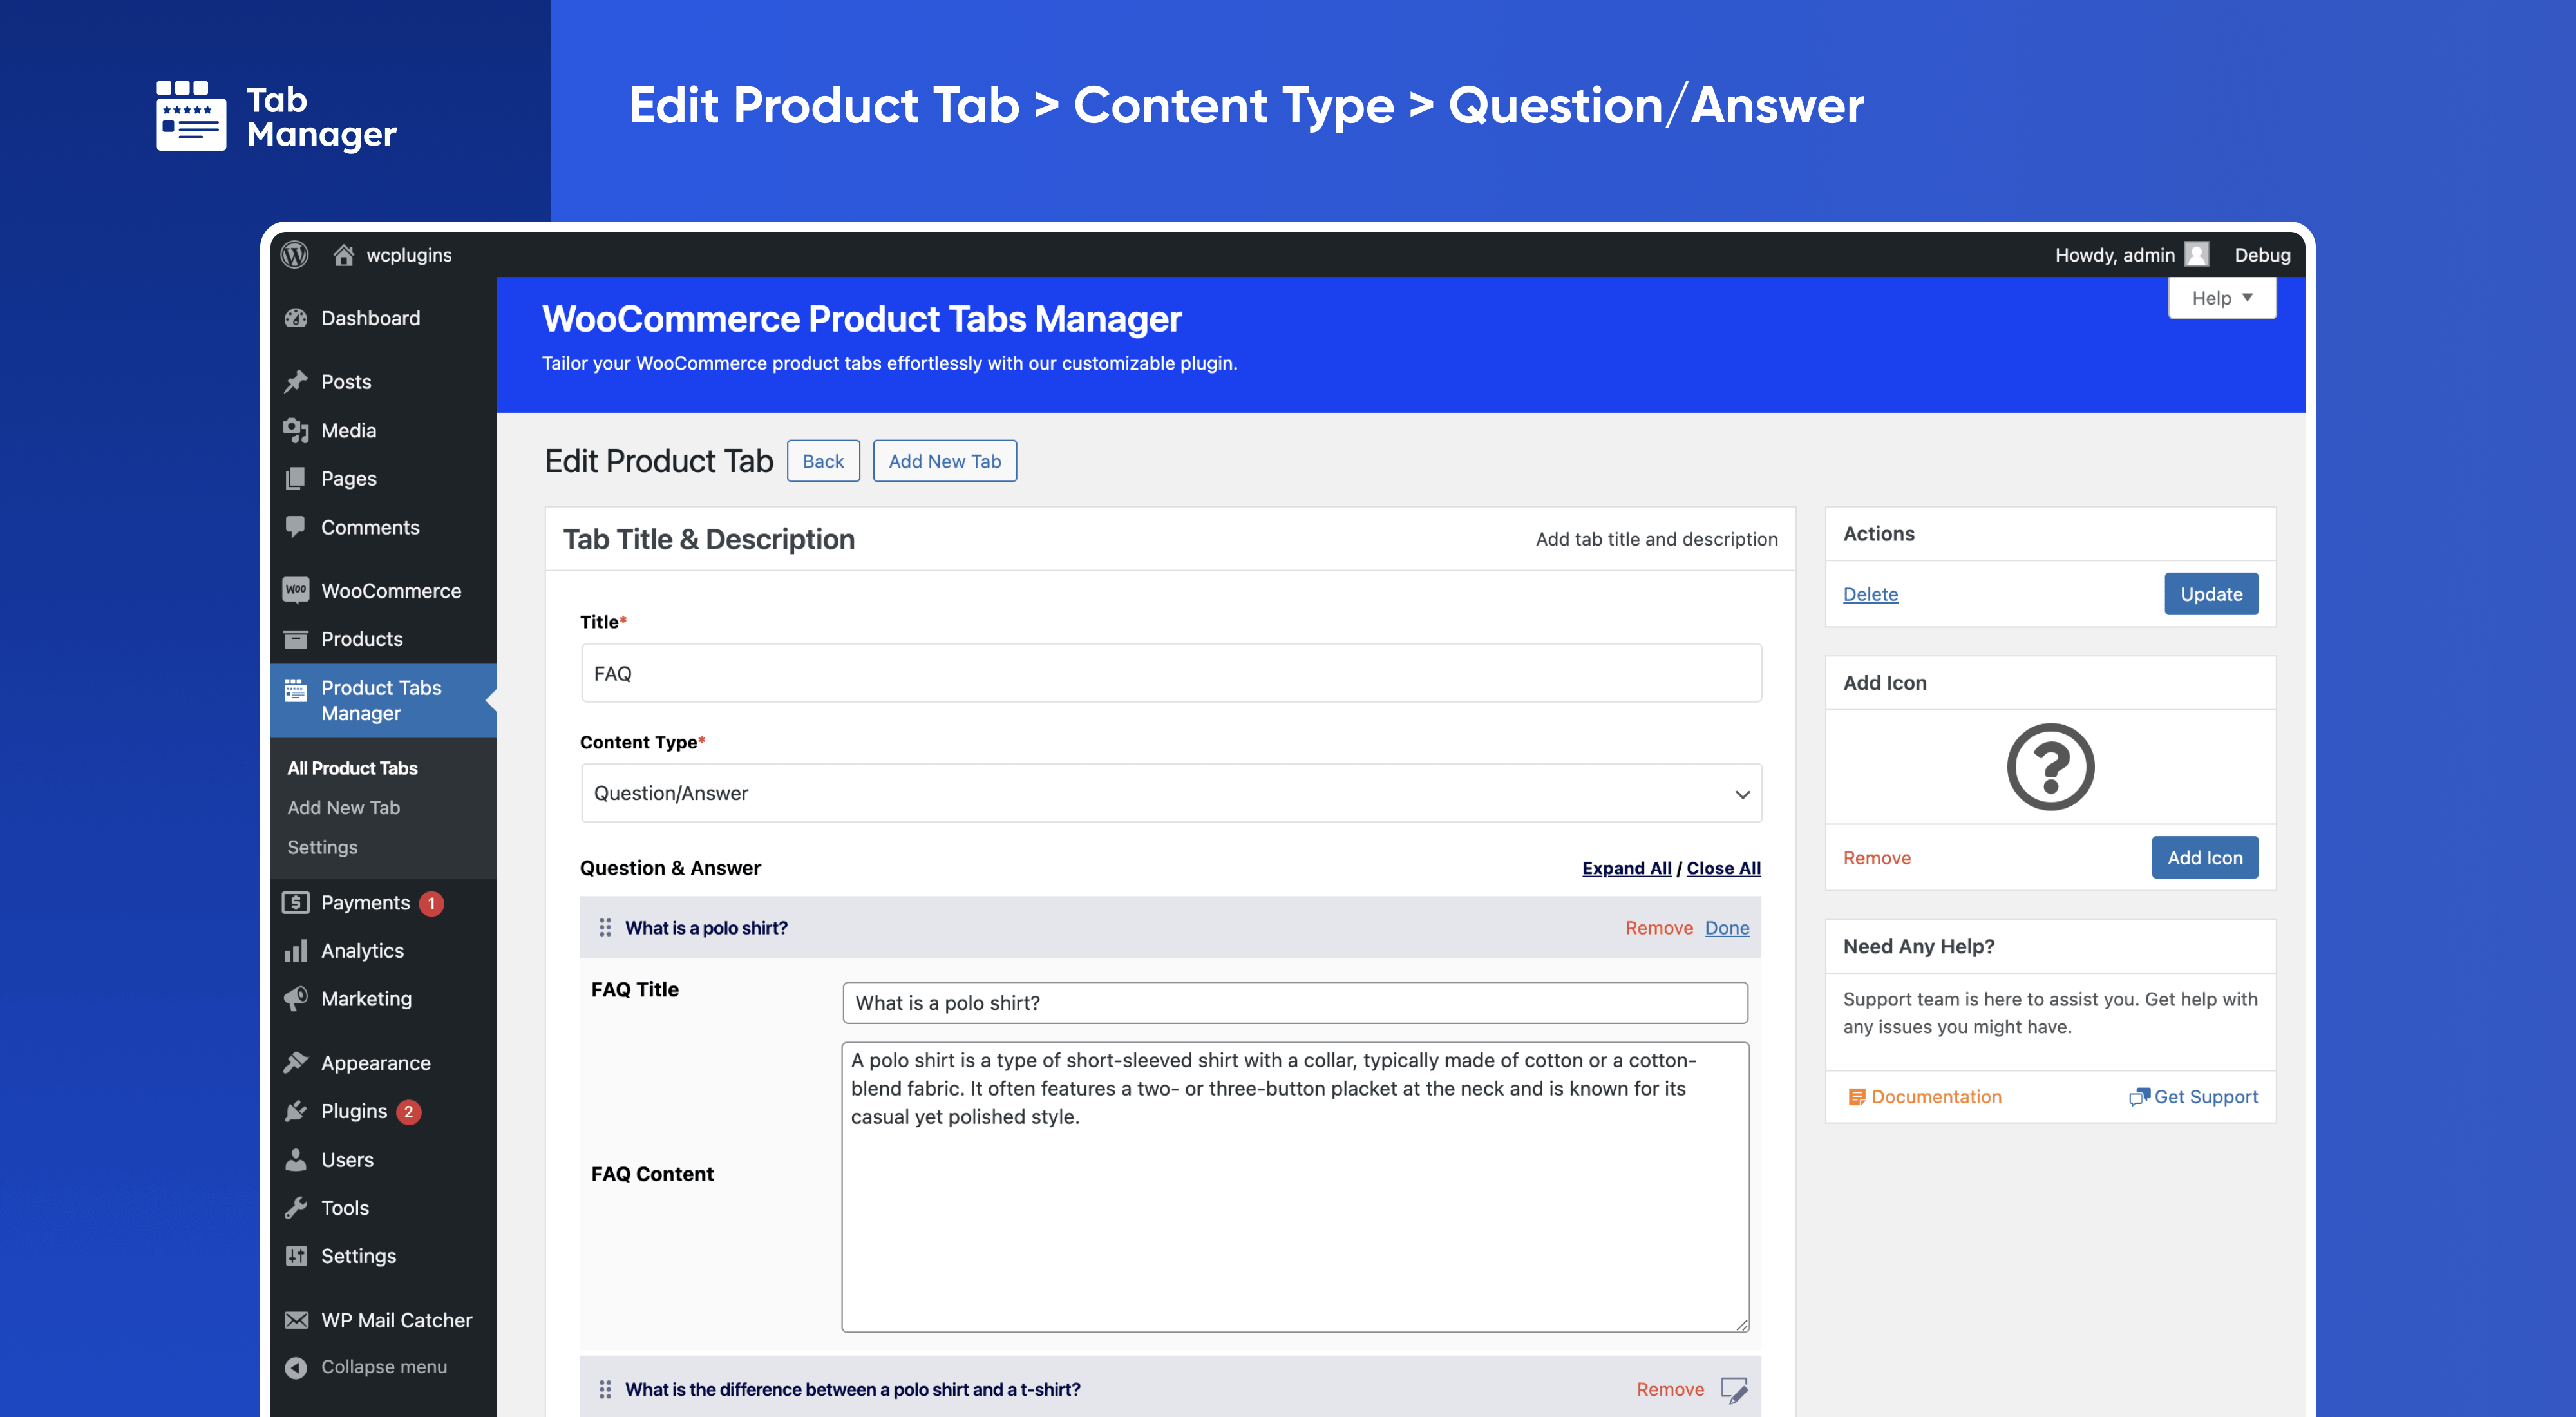 Tab
Manager
Edit Product Tab > Content Type > Question/Answer
wcplugins
Howdy, admin
Debug
Help
WooCommerce Product Tabs Manager
Tailor your WooCommerce product tabs effortlessly with our customizable plugin.
Dashboard
Posts
Media
Pages
Comments
Woo WooCommerce
Products
Product Tabs
Manager
All Product Tabs
Add New Tab
Settings
Payments 1
Analytics
Marketing
Appearance
Plugins 2
Users
Tools
Settings
WP Mail Catcher
Collapse menu
Edit Product Tab
Back
Add New Tab
Tab Title & Description
Add tab title and description
Title*
FAQ
Content Type*
Question/Answer
Question & Answer
Expand All / Close All
What is a polo shirt?
Remove Done
FAQ Title
What is a polo shirt?
FAQ Content
A polo shirt is a type of short-sleeved shirt with a collar, typically made of cotton or a cotton-
blend fabric. It often features a two- or three-button placket at the neck and is known for its
casual yet polished style.
What is the difference between a polo shirt and a t-shirt?
Remove
Actions
Delete
Update
Add Icon
Remove
Add Icon
Need Any Help?
Support team is here to assist you. Get help with
any issues you might have.
Documentation
Get Support